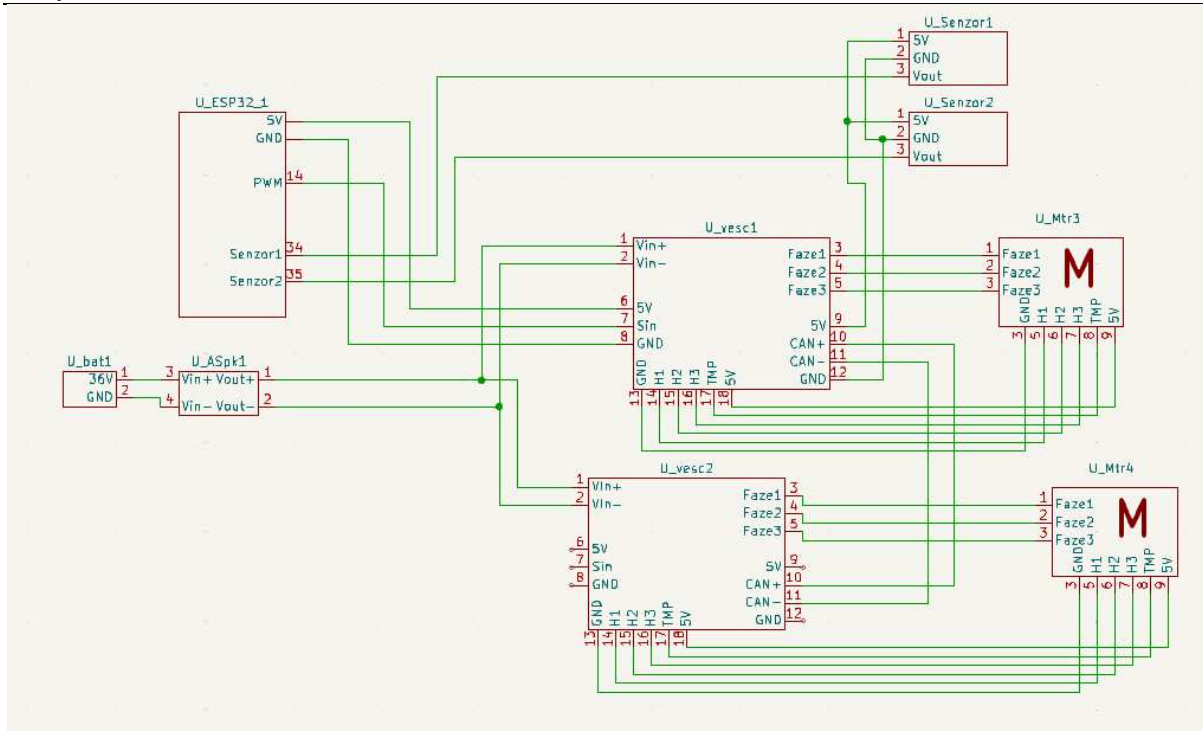 U_Senzor1
1 5V
2 GND
3 Vout
U_Senzor2
1 5V
2 GND
3 Vout
U_ESP32_1
5V
GND
PWM 14
Senzor1 34
Senzor2 35
U_bat1
36V 1
GND 2
U_ASpk1
3 Vin+ Vout+ 1
4 Vin- Vout- 2
U_vesc1
1 Vin+
2 Vin-
Faze1 3
Faze2 4
Faze3 5
6 5V
7 Sin
8 GND
5V 9
CAN+ 10
CAN- 11
GND 12
GND H1 H2 H3 TMP 5V
13 14 15 16 17 18
U_Mtr3
1 Faze1
2 Faze2
3 Faze3
M
GND H1 H2 H3 TMP 5V
3 5 6 7 8 9
U_vesc2
1 Vin+
2 Vin-
Faze1 3
Faze2 4
Faze3 5
6 5V
7 Sin
8 GND
5V 9
CAN+ 10
CAN- 11
GND 12
GND H1 H2 H3 TMP 5V
13 14 15 16 17 18
U_Mtr4
1 Faze1
2 Faze2
3 Faze3
M
GND H1 H2 H3 TMP 5V
3 5 6 7 8 9